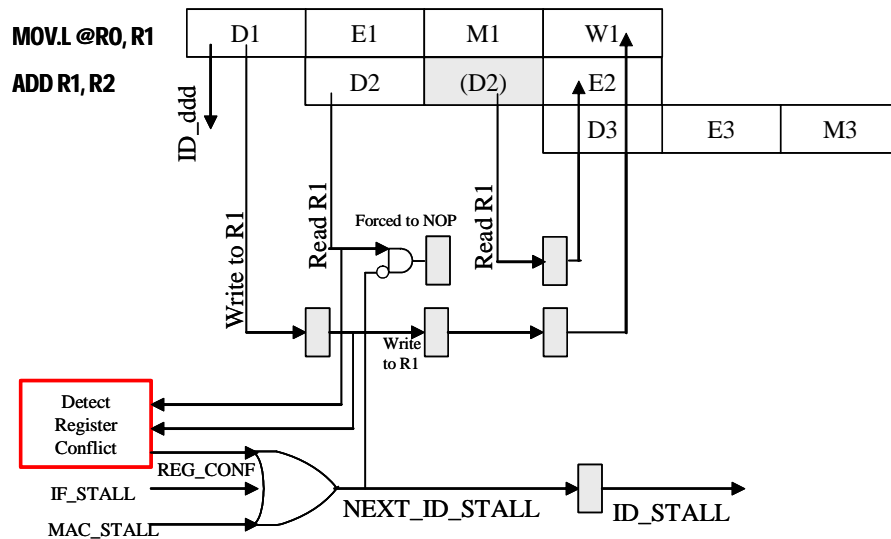 MOV.L @R0, R1
D1
E1
M1
W1
ADD R1, R2
D2
(D2)
E2
D3
E3
M3
ID_ddd
Write to R1
Read R1
Forced to NOP
Read R1
Write
to R1
Detect
Register
Conflict
REG_CONF
IF_STALL
MAC_STALL
NEXT_ID_STALL
ID_STALL